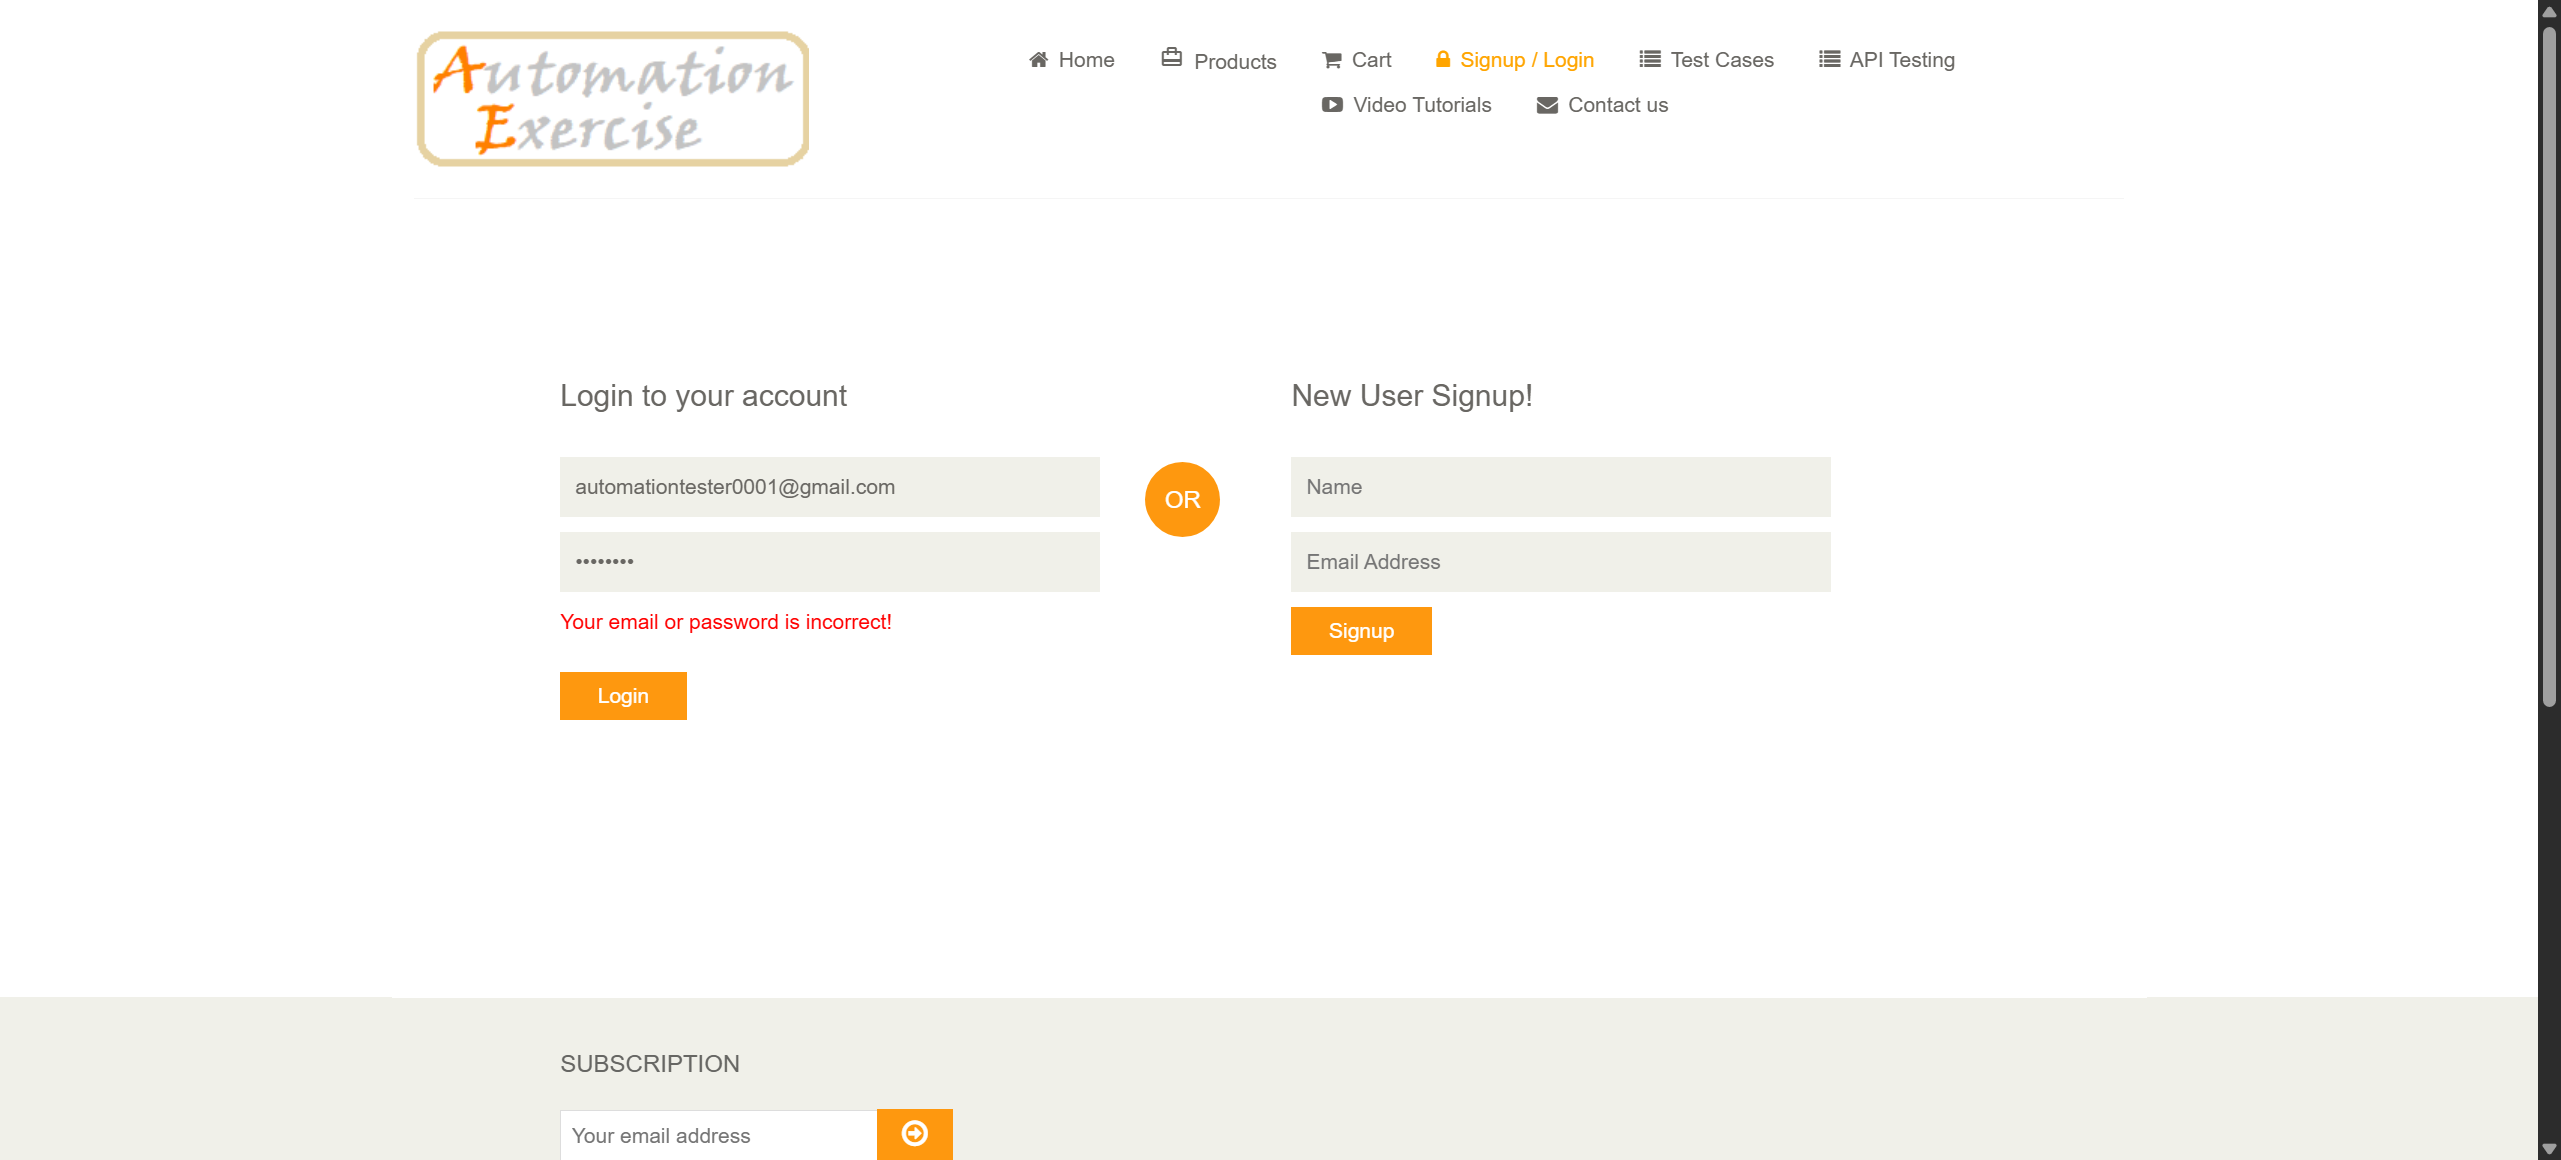 Automation
Exercise
Home Products Cart Signup / Login Test Cases API Testing
Video Tutorials Contact us
Login to your account
automationtester0001@gmail.com
••••••••
Your email or password is incorrect!
Login
OR
New User Signup!
Name
Email Address
Signup
SUBSCRIPTION
Your email address